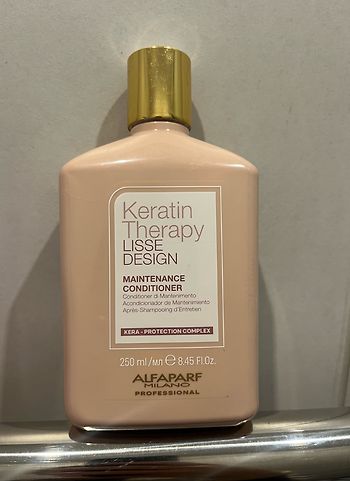 Keratin
Therapy
LISSE
DESIGN
MAINTENANCE
CONDITIONER
Conditioner di Mantenimento
Acondicionador de Mantenimiento
Après-Shampooing d'Entretien
KERA - PROTECTION COMPLEX
250 ml/мл ℮ 8.45 Fl.Oz.
ALFAPARF
MILANO
PROFESSIONAL